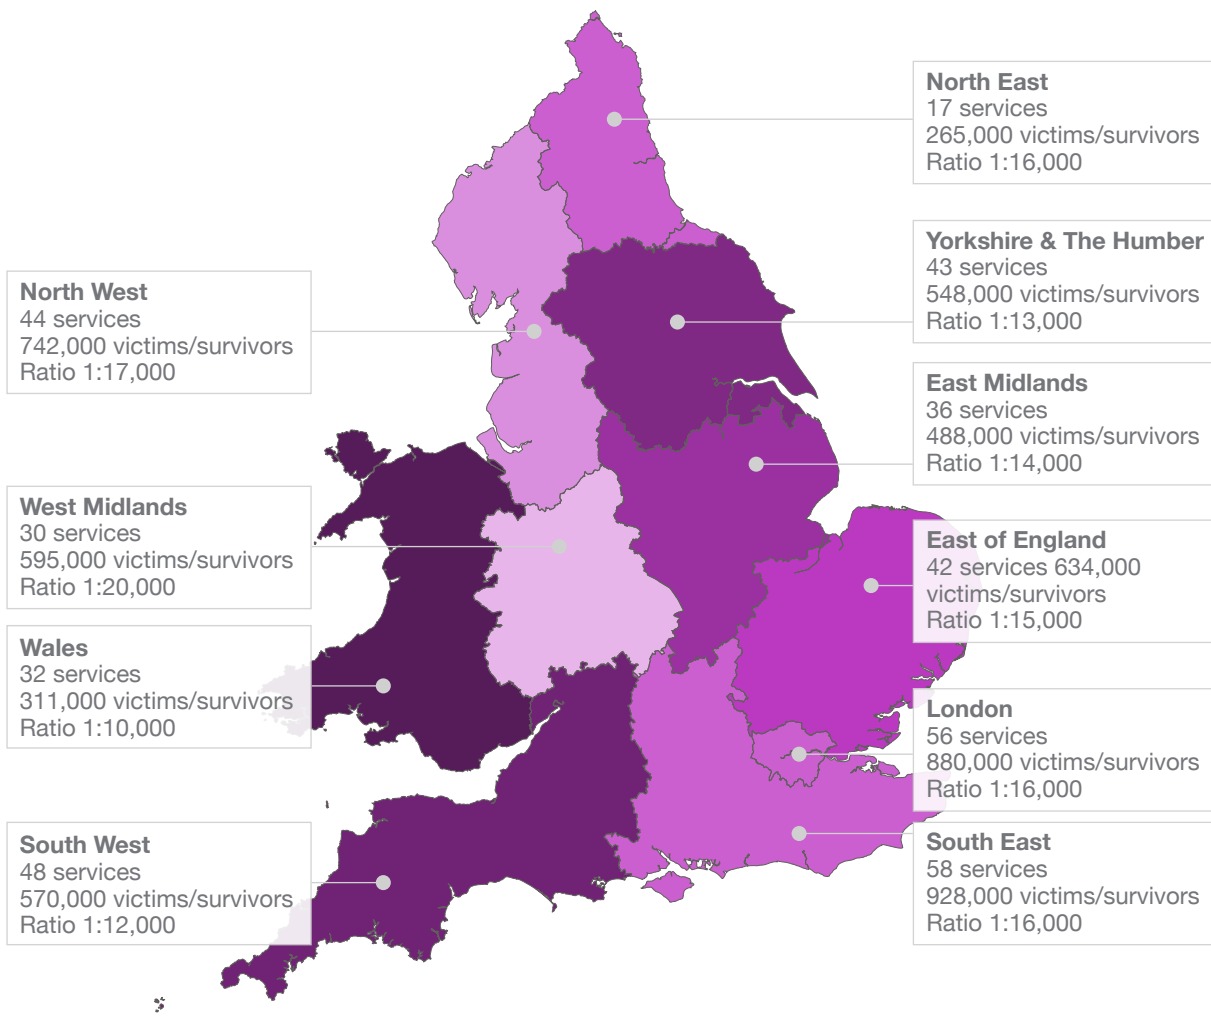 North East
17 services
265,000 victims/survivors
Ratio 1:16,000
Yorkshire & The Humber
43 services
548,000 victims/survivors
Ratio 1:13,000
North West
44 services
742,000 victims/survivors
Ratio 1:17,000
East Midlands
36 services
488,000 victims/survivors
Ratio 1:14,000
West Midlands
30 services
595,000 victims/survivors
Ratio 1:20,000
East of England
42 services 634,000
victims/survivors
Ratio 1:15,000
Wales
32 services
311,000 victims/survivors
Ratio 1:10,000
London
56 services
880,000 victims/survivors
Ratio 1:16,000
South West
48 services
570,000 victims/survivors
Ratio 1:12,000
South East
58 services
928,000 victims/survivors
Ratio 1:16,000